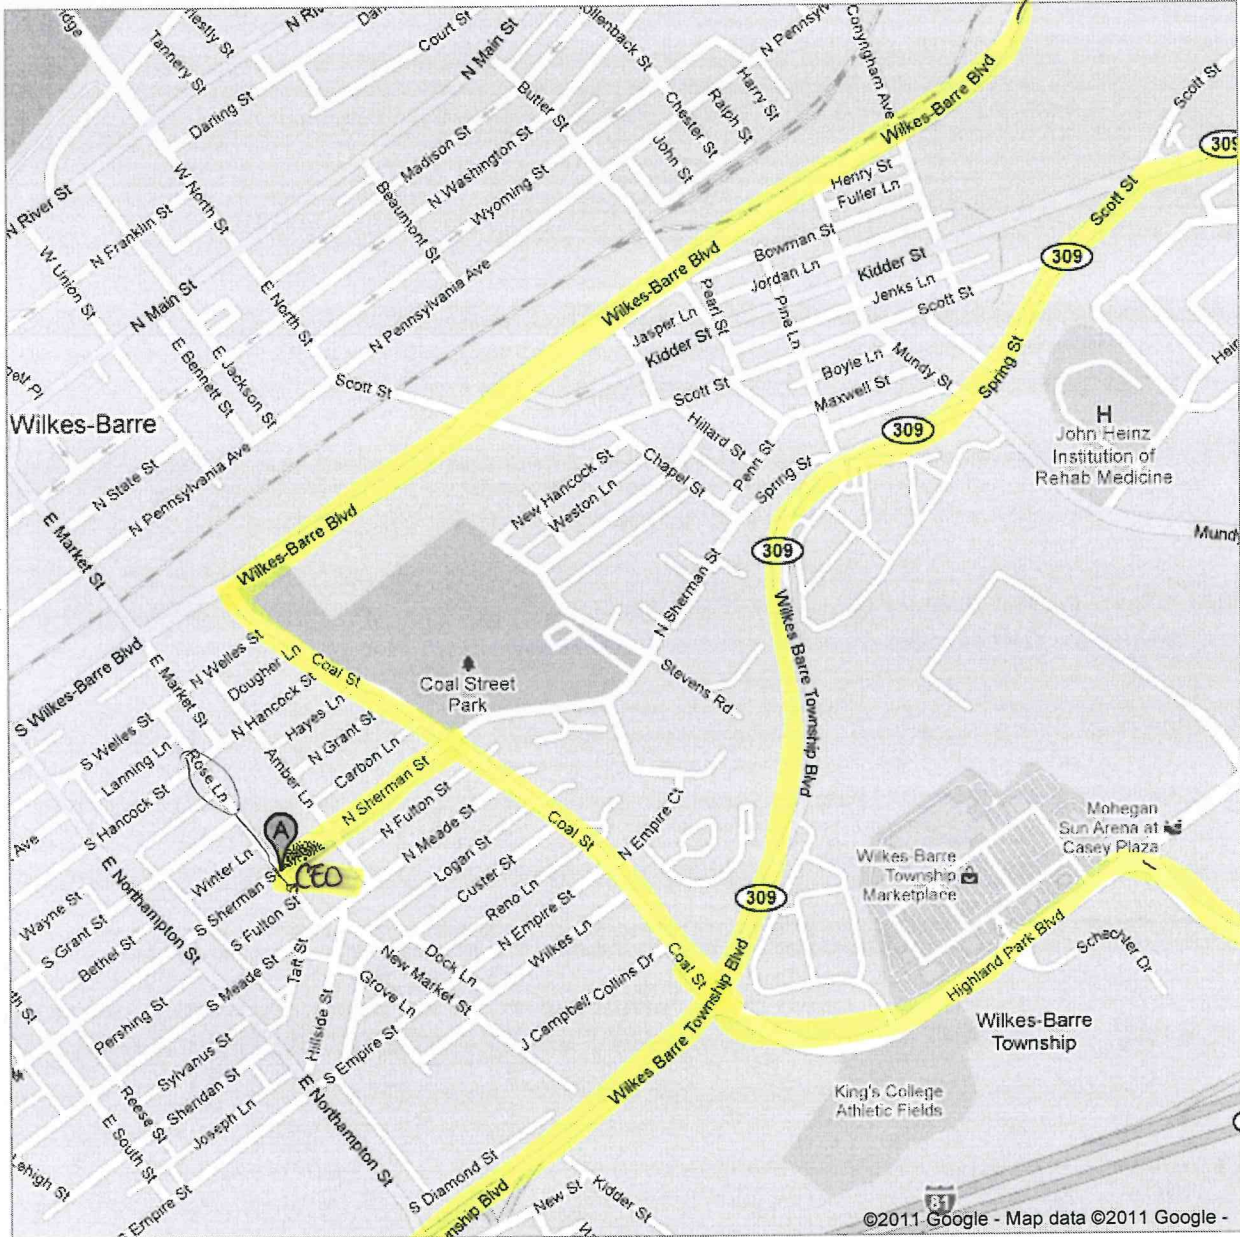 Tannery St
Darling St
Court St
N Main St
Butler St
Harry St
Ralph St
Chester St
John St
Conyngham Ave
Wilkes-Barre Blvd
Scott St
Madison St
N Washington St
Wyoming St
Beaumont St
N River St
N Franklin St
W North St
W Union St
N Main St
E North St
N Pennsylvania Ave
Henry St
Fuller Ln
Scott St
309
Bowman St
Jordan Ln
Kidder St
Jenks Ln
Scott St
Wilkes-Barre Blvd
Pearl St
Pine Ln
Jasper Ln
Kidder St
E Bennett St
E Jackson St
Scott St
Scott St
Boyle Ln
Maxwell St
Mundy St
Spring St
309
H
John Heinz
Institution of
Rehab Medicine
Wilkes-Barre
N State St
N Pennsylvania Ave
E Market St
Hillard St
Chapel St
Penn St
Spring St
New Hancock St
Weston Ln
Wilkes-Barre Blvd
309
N Sherman St
Wilkes Barre Township Blvd
Stevens Rd
Coal Street
Park
S Wilkes-Barre Blvd
E Market St
N Welles St
Dougher Ln
N Hancock St
Coal St
Hayes Ln
N Grant St
Carbon Ln
Amber Ln
S Welles St
Lanning Ln
S Hancock St
Rose Ln
N Sherman St
N Fulton St
N Meade St
Logan St
Custer St
Reno Ln
N Empire St
Wilkes Ln
Coal St
N Empire Ct
A
CEO
Mohegan
Sun Arena at
Casey Plaza
Wilkes-Barre
Township
Marketplace
309
Winter Ln
E Northampton St
S Sherman St
S Fulton St
Wayne St
S Grant St
Bethel St
S Meade St
Taft St
Dock Ln
New Market St
Grove Ln
Coal St
J Campbell Collins Dr
Highland Park Blvd
Schechler Dr
Wilkes-Barre
Township
Pershing St
Hillside St
S Empire St
Sylvanus St
Sheridan St
Joseph Ln
Reese St
E South St
E Northampton St
Wilkes Barre Township Blvd
King's College
Athletic Fields
Lehigh St
S Empire St
S Diamond St
New St
Kidder St
81
©2011 Google - Map data ©2011 Google -